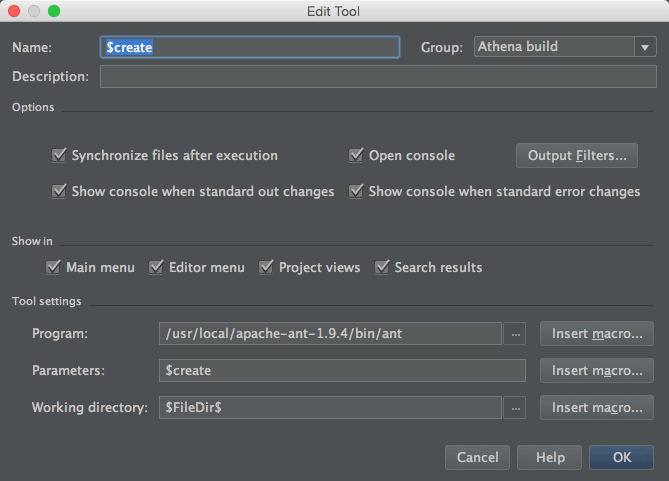 Edit Tool
Name: $create Group: Athena build
Description:
Options
Synchronize files after execution Open console Output Filters...
Show console when standard out changes Show console when standard error changes
Show in
Main menu Editor menu Project views Search results
Tool settings
Program: /usr/local/apache-ant-1.9.4/bin/ant ... Insert macro...
Parameters: $create Insert macro...
Working directory: $FileDir$ ... Insert macro...
Cancel Help OK